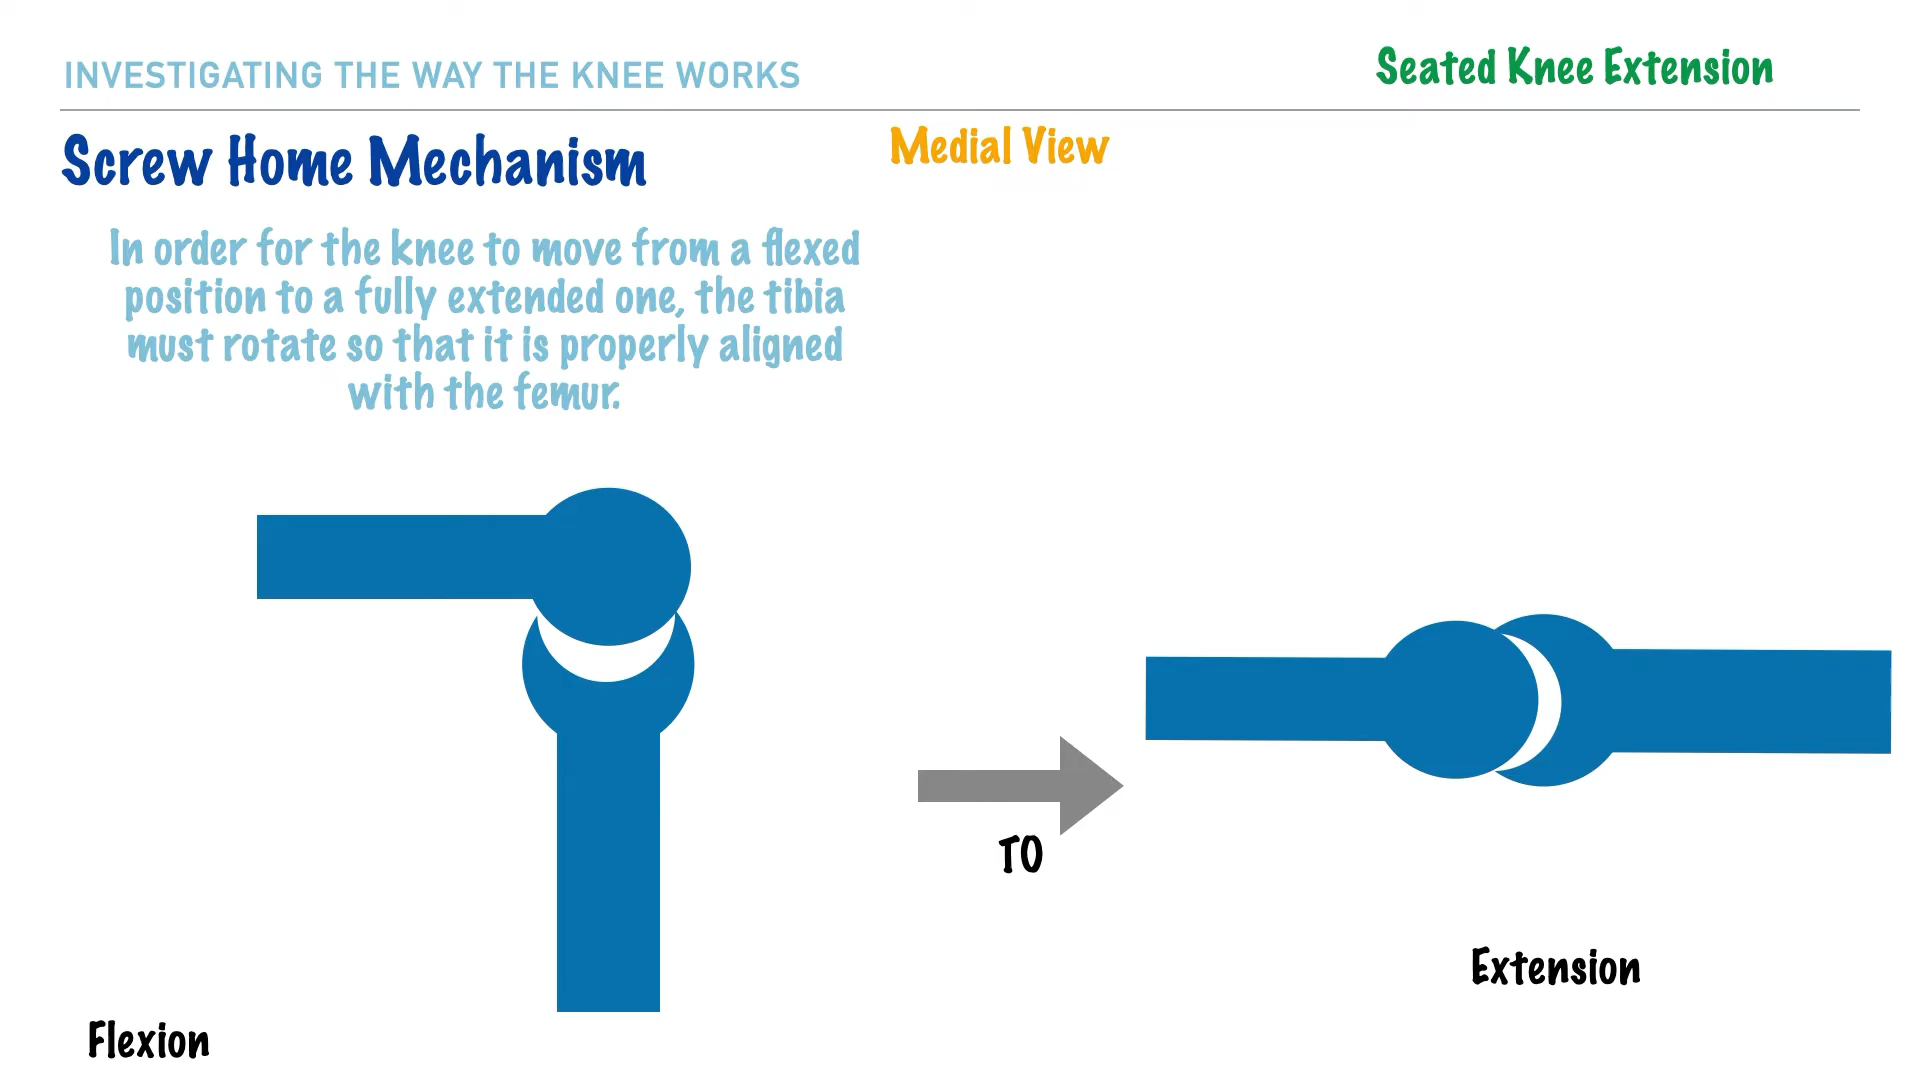 INVESTIGATING THE WAY THE KNEE WORKS
Seated Knee Extension
Screw Home Mechanism
Medial View
In order for the knee to move from a flexed
position to a fully extended one, the tibia
must rotate so that it is properly aligned
with the femur.
TO
Extension
Flexion